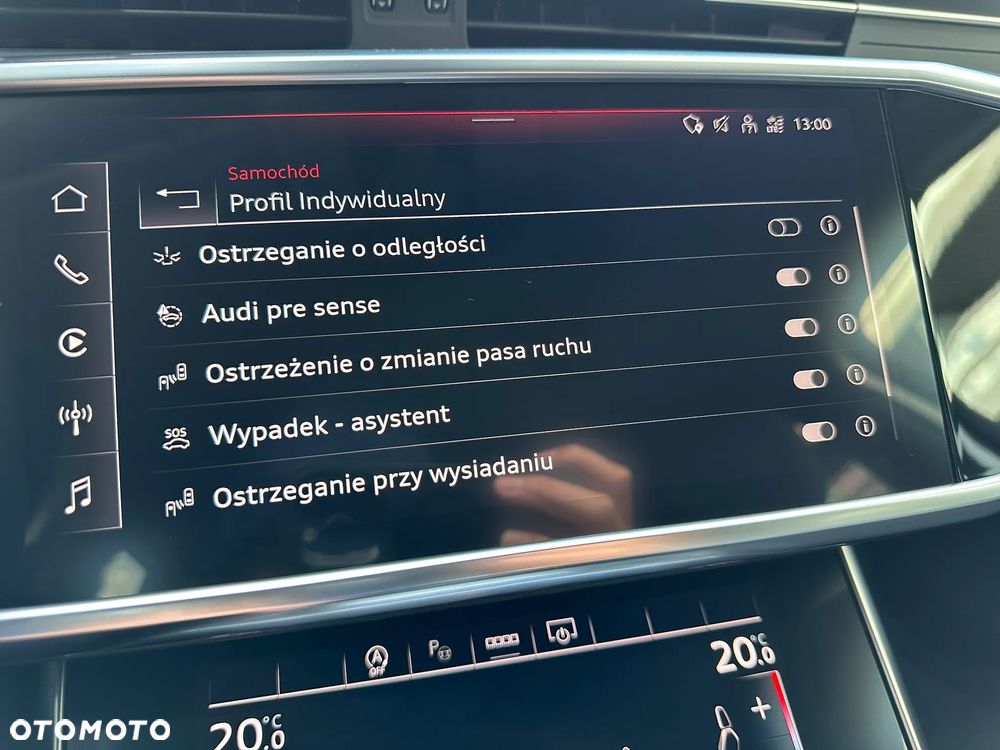 13:00
Samochód
Profil Indywidualny
Ostrzeganie o odległości
Audi pre sense
Ostrzeżenie o zmianie pasa ruchu
SOS
Wypadek - asystent
Ostrzeganie przy wysiadaniu
A
OFF
P
20.0 °C
20.0 °C
+
OTOMOTO